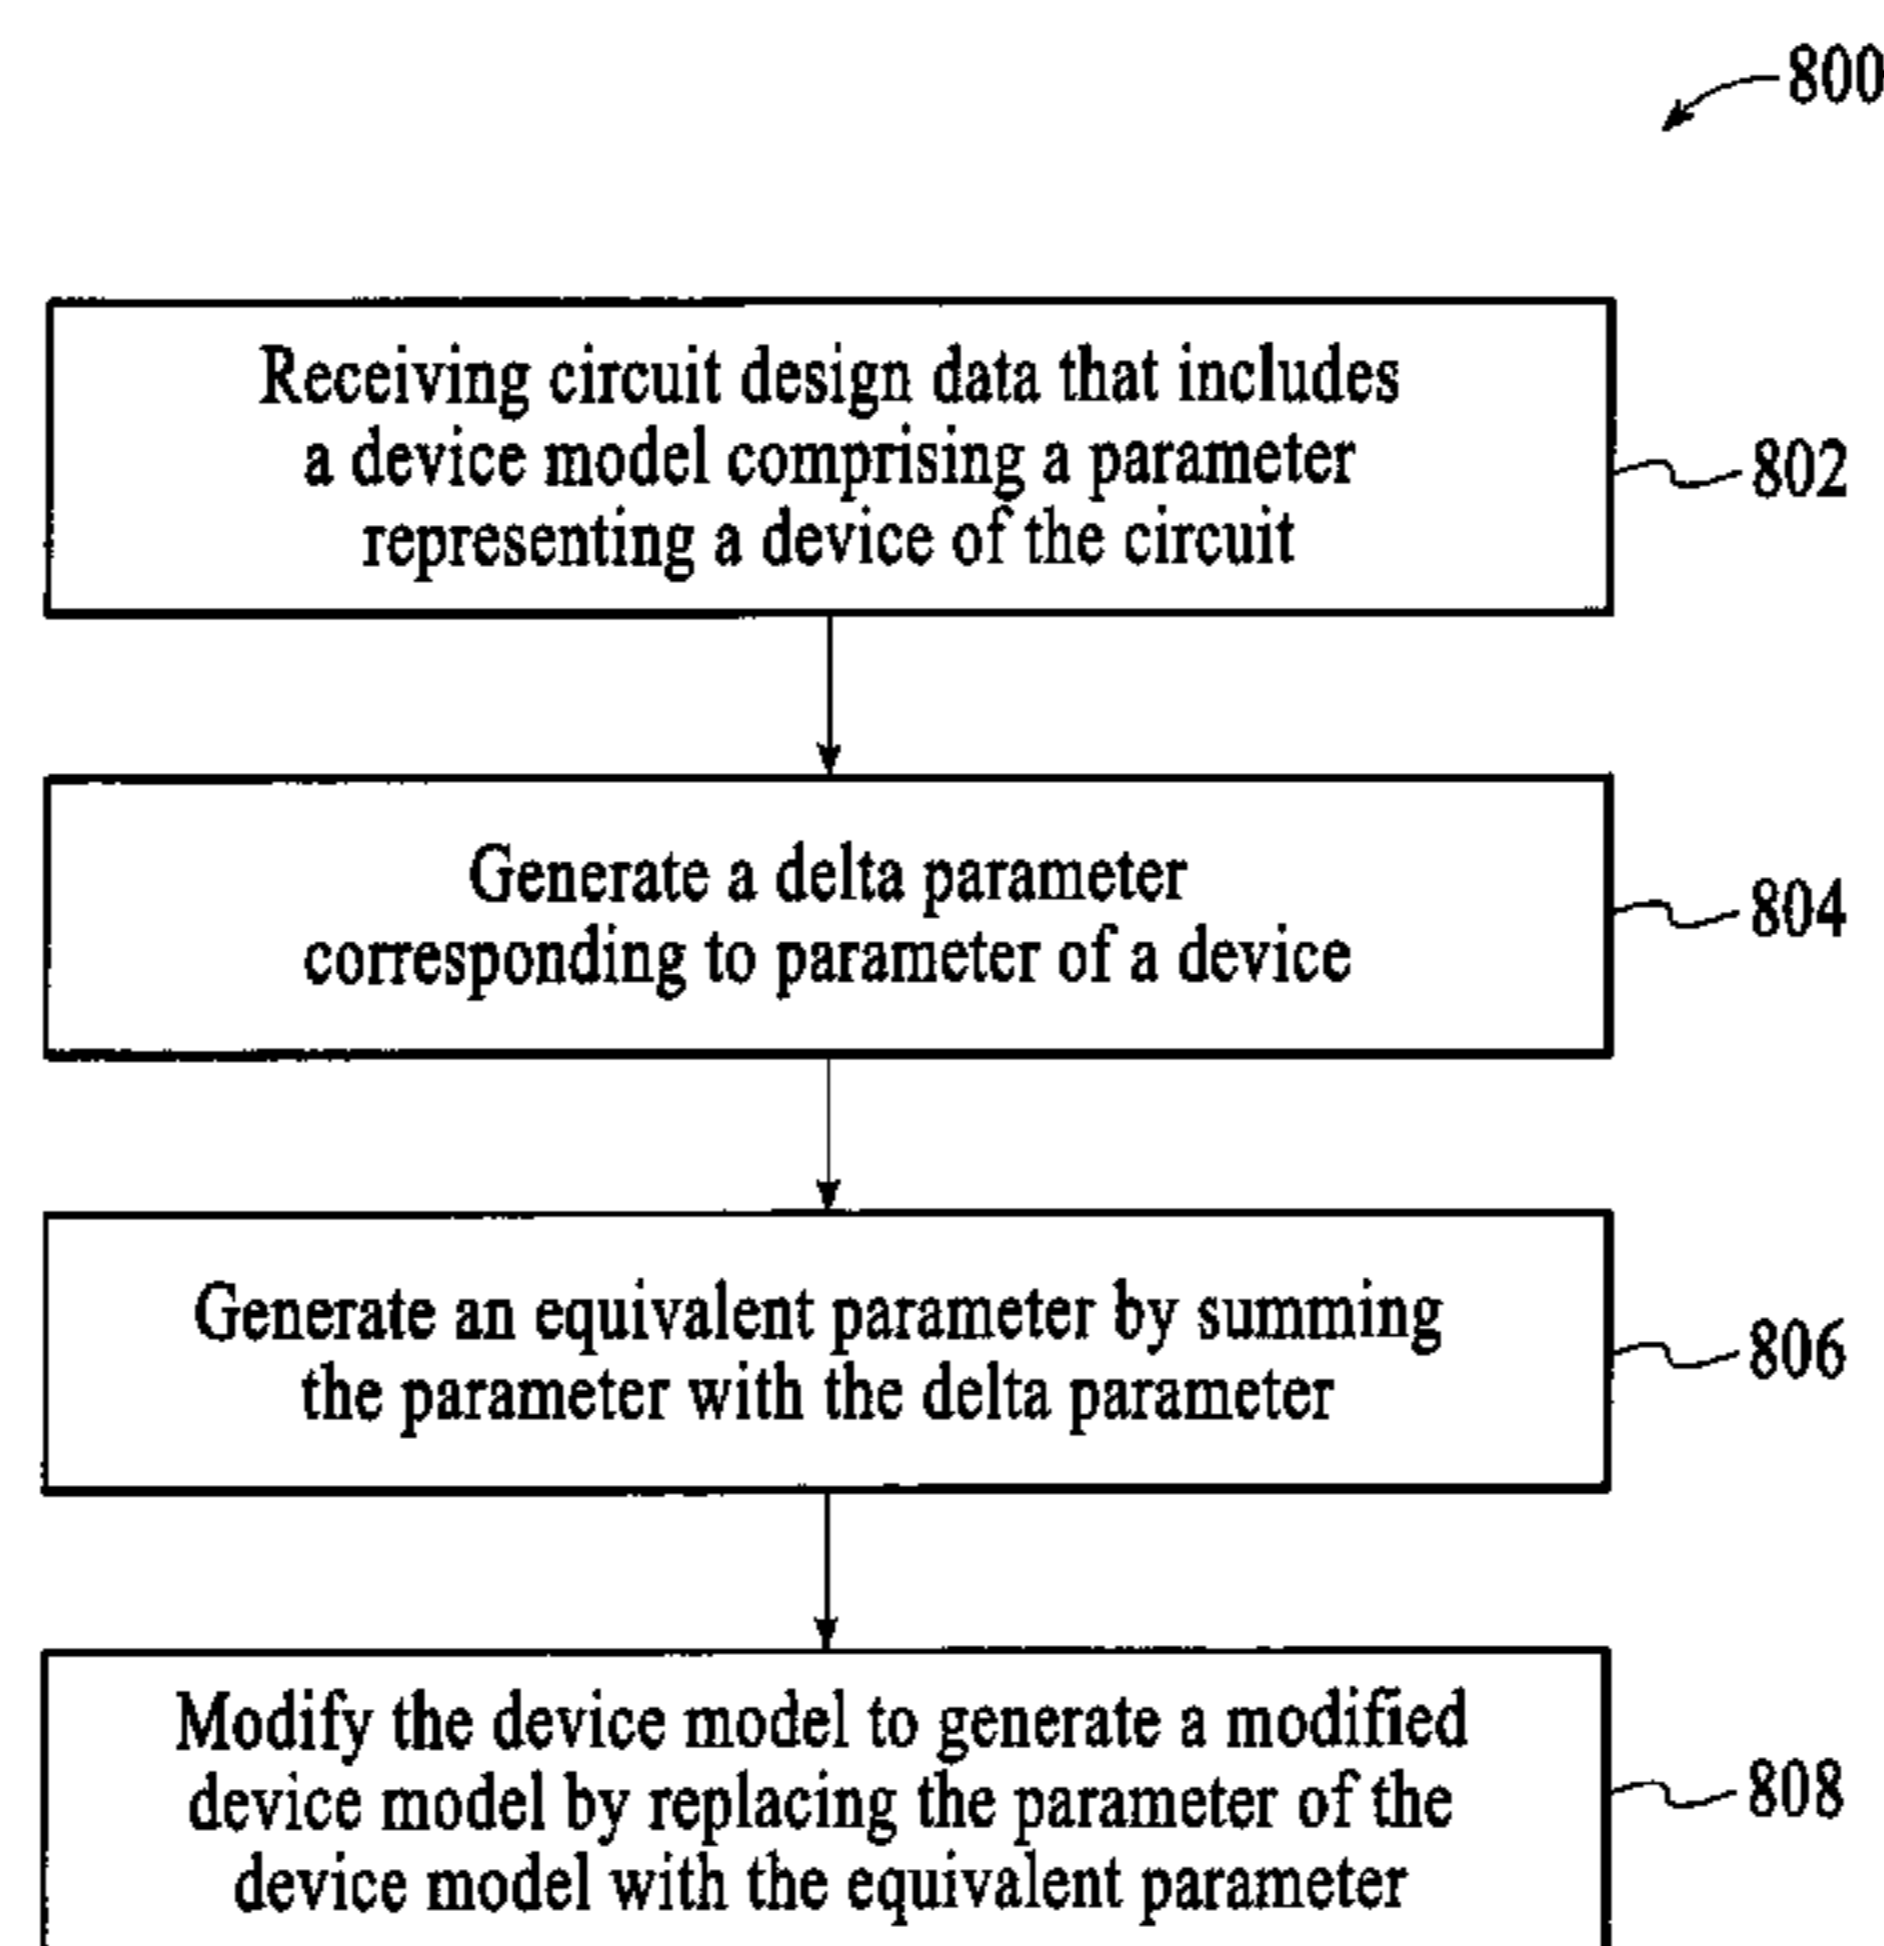 800
Receiving circuit design data that includes
a device model comprising a parameter
representing a device of the circuit
802
Generate a delta parameter
corresponding to parameter of a device
804
Generate an equivalent parameter by summing
the parameter with the delta parameter
806
Modify the device model to generate a modified
device model by replacing the parameter of the
device model with the equivalent parameter
808